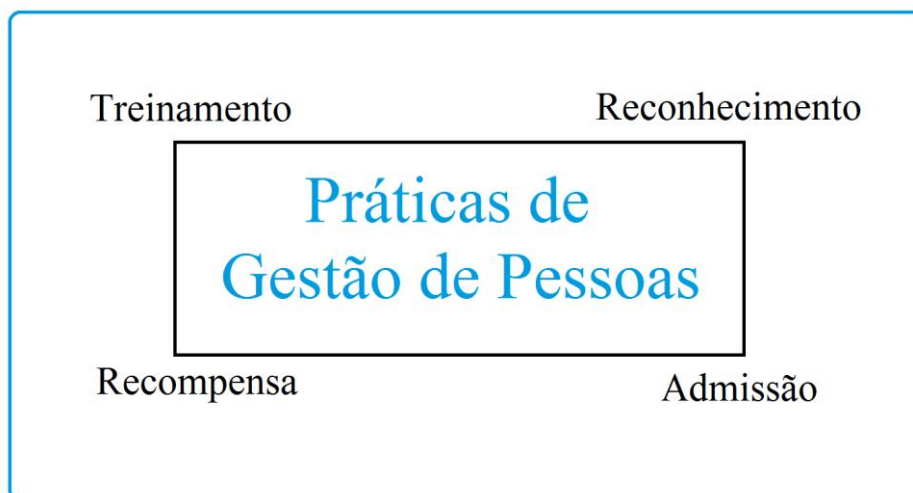 Treinamento
Reconhecimento
Práticas de
Gestão de Pessoas
Recompensa
Admissão